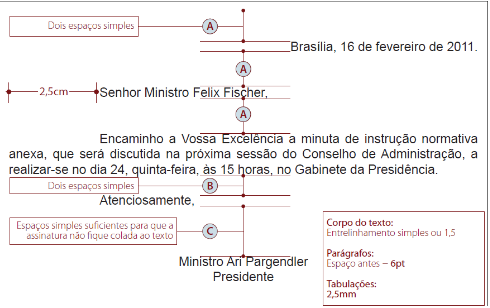 Dois espaços simples
A
Brasília, 16 de fevereiro de 2011.
A
2,5cm
Senhor Ministro Felix Fischer,
A
Encaminho a Vossa Excelência a minuta de instrução normativa
anexa, que será discutida na próxima sessão do Conselho de Administração, a
realizar-se no dia 24, quinta-feira, às 15 horas, no Gabinete da Presidência.
Dois espaços simples
B
Atenciosamente,
Espaços simples suficientes para que a
assinatura não fique colada ao texto
C
Ministro Ari Pargendler
Presidente
Corpo do texto:
Entrelinhamento simples ou 1,5
Parágrafos:
Espaço antes – 6pt
Tabulações:
2,5mm